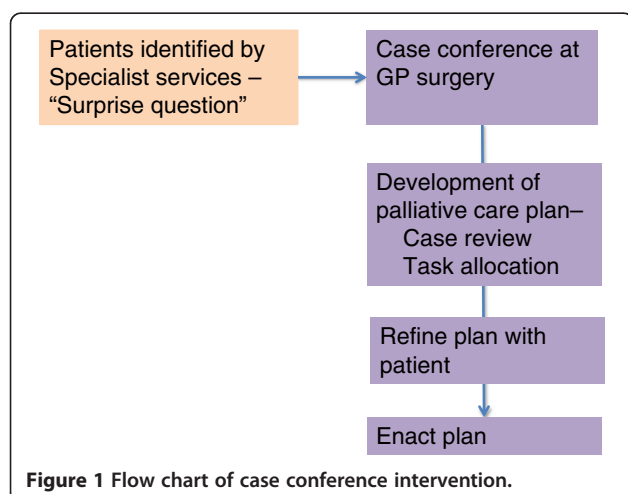 Patients identified by
Specialist services –
“Surprise question”
Case conference at
GP surgery
Development of
palliative care plan–
Case review
Task allocation
Refine plan with
patient
Enact plan
Figure 1 Flow chart of case conference intervention.